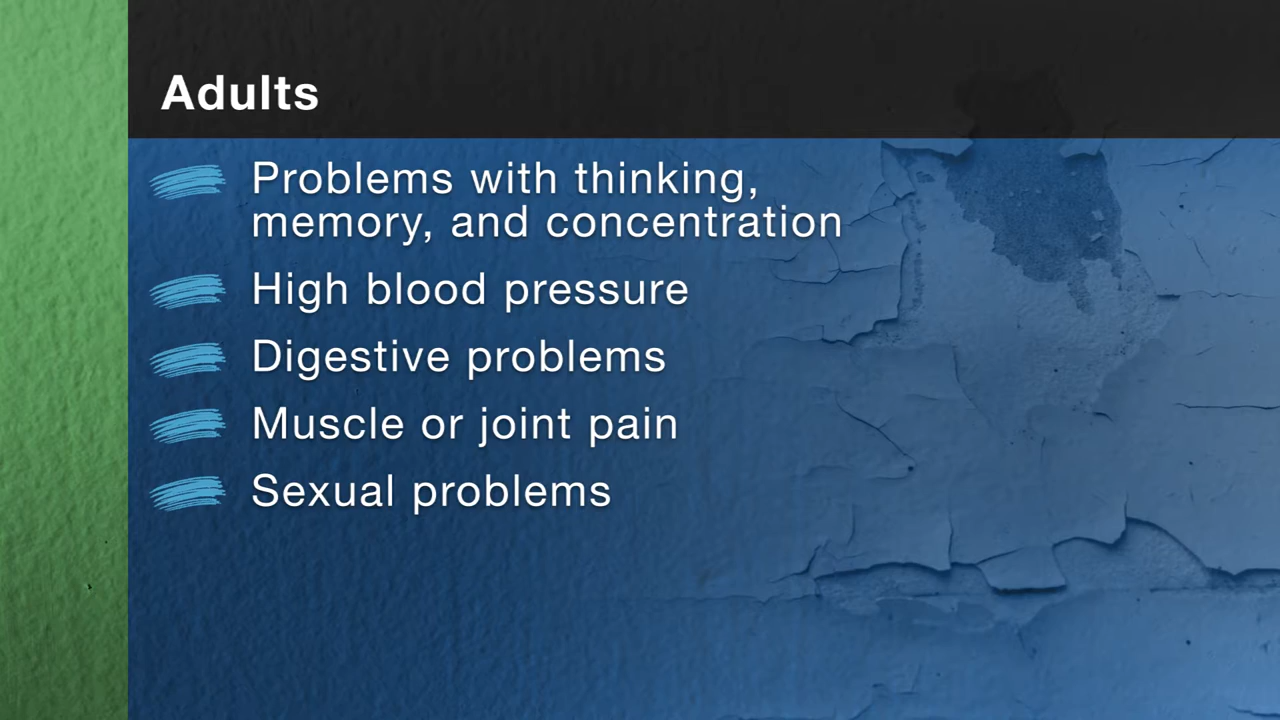 Adults
Problems with thinking,
memory, and concentration
High blood pressure
Digestive problems
Muscle or joint pain
Sexual problems